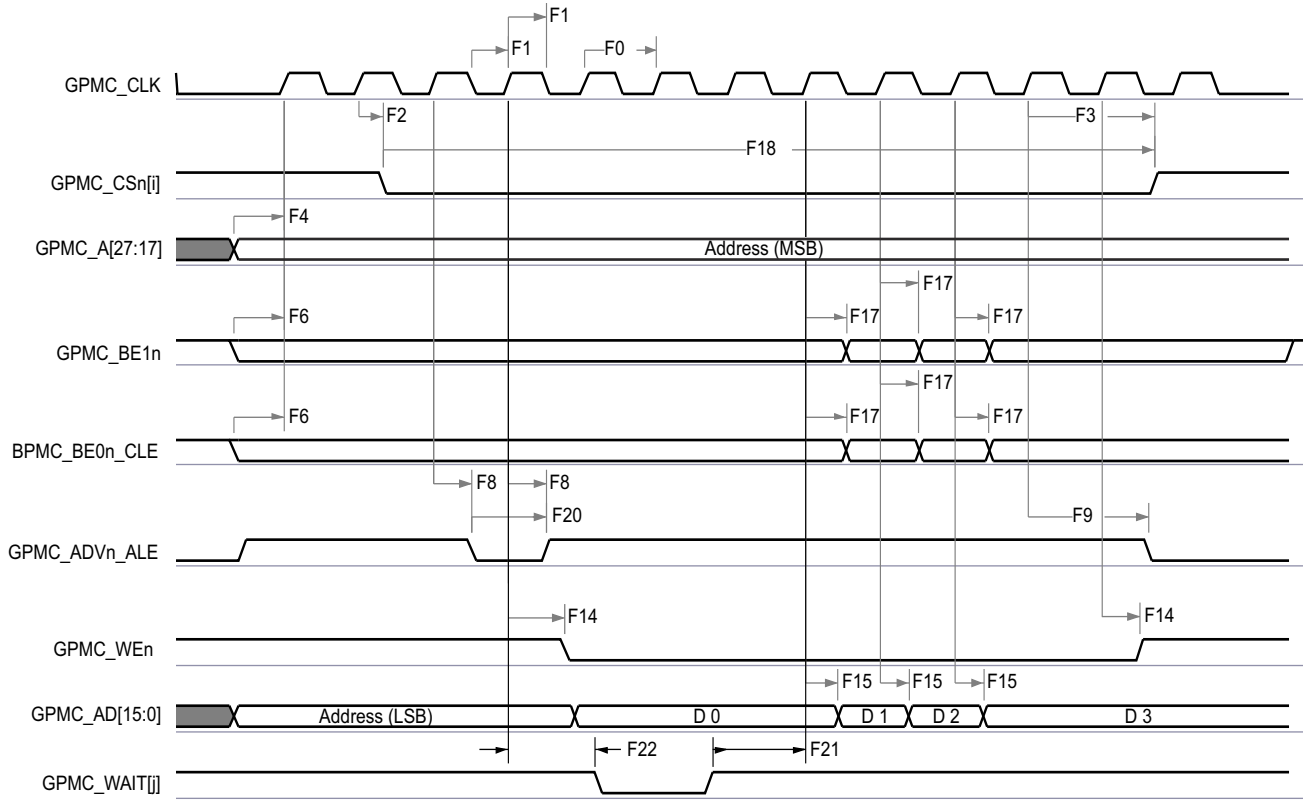 F1
F1 F0
GPMC_CLK
F2 F3
F18
GPMC_CSn[i]
F4
GPMC_A[27:17] Address (MSB)
F17
F6 F17 F17
GPMC_BE1n
F17
F6 F17 F17
BPMC_BE0n_CLE
F8 F8
F20 F9
GPMC_ADVn_ALE
F14 F14
GPMC_WEn
F15 F15 F15
GPMC_AD[15:0] Address (LSB) D 0 D 1 D 2 D 3
F22 F21
GPMC_WAIT[j]